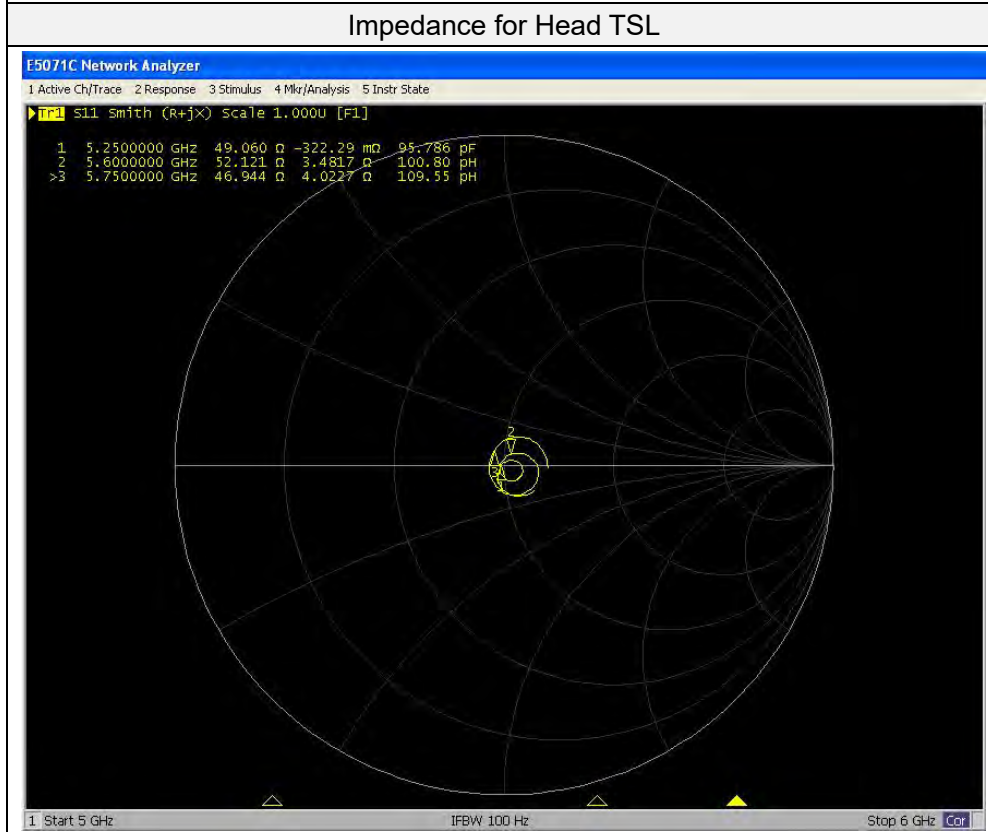 Impedance for Head TSL
E5071C Network Analyzer
1 Active Ch/Trace 2 Response 3 Stimulus 4 Mkr/Analysis 5 Instr State
Tr1 S11 Smith (R+jX) Scale 1.000U [F1]
1 5.2500000 GHz 49.060 Ω -322.29 mΩ 95.786 pF
2 5.6000000 GHz 52.121 Ω 3.4817 Ω 100.80 pH
>3 5.7500000 GHz 46.944 Ω 4.0227 Ω 109.55 pH
2
3
1 Start 5 GHz IFBW 100 Hz Stop 6 GHz Cor